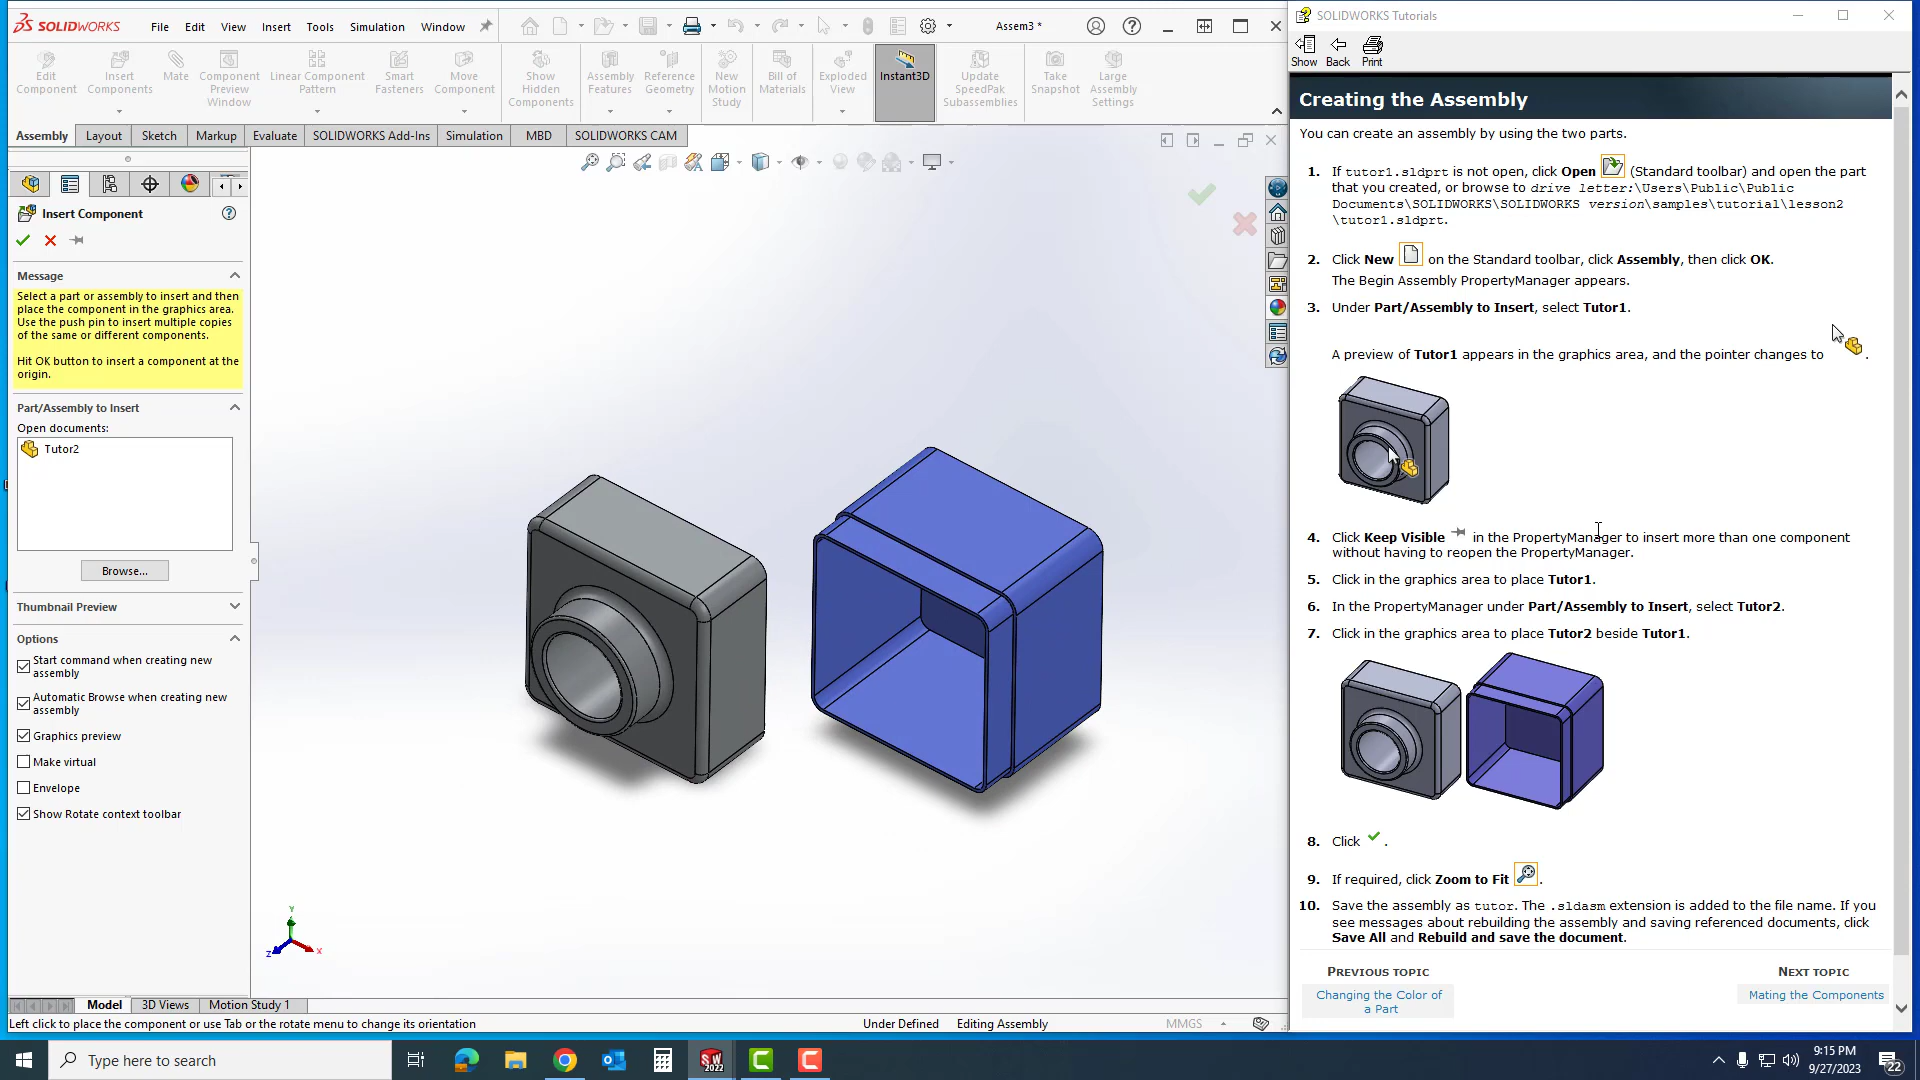 SOLIDWORKS File Edit View Insert Tools Simulation Window Assem3 *
Edit Component
Insert Components
Mate
Component Preview Window
Linear Component Pattern
Smart Fasteners
Move Component
Show Hidden Components
Assembly Features
Reference Geometry
New Motion Study
Bill of Materials
Exploded View
Instant3D
Update SpeedPak Subassemblies
Take Snapshot
Large Assembly Settings
Assembly Layout Sketch Markup Evaluate SOLIDWORKS Add-Ins Simulation MBD SOLIDWORKS CAM
Insert Component
Message
Select a part or assembly to insert and then
place the component in the graphics area.
Use the push pin to insert multiple copies
of the same or different components.
Hit OK button to insert a component at the
origin.
Part/Assembly to Insert
Open documents:
Tutor2
Browse...
Thumbnail Preview
Options
Start command when creating new
assembly
Automatic Browse when creating new
assembly
Graphics preview
Make virtual
Envelope
Show Rotate context toolbar
Y
Z
X
Model 3D Views Motion Study 1
Left click to place the component or use Tab or the rotate menu to change its orientation
Under Defined Editing Assembly MMGS
SOLIDWORKS Tutorials
Show Back Print
Creating the Assembly
You can create an assembly by using the two parts.
1. If tutor1.sldprt is not open, click Open (Standard toolbar) and open the part
that you created, or browse to drive letter:\Users\Public\Public
Documents\SOLIDWORKS\SOLIDWORKS version\samples\tutorial\lesson2
\tutor1.sldprt.
2. Click New on the Standard toolbar, click Assembly, then click OK.
The Begin Assembly PropertyManager appears.
3. Under Part/Assembly to Insert, select Tutor1.
A preview of Tutor1 appears in the graphics area, and the pointer changes to .
4. Click Keep Visible in the PropertyManager to insert more than one component
without having to reopen the PropertyManager.
5. Click in the graphics area to place Tutor1.
6. In the PropertyManager under Part/Assembly to Insert, select Tutor2.
7. Click in the graphics area to place Tutor2 beside Tutor1.
8. Click .
9. If required, click Zoom to Fit .
10. Save the assembly as tutor. The .sldasm extension is added to the file name. If you
see messages about rebuilding the assembly and saving referenced documents, click
Save All and Rebuild and save the document.
PREVIOUS TOPIC
Changing the Color of
a Part
NEXT TOPIC
Mating the Components
Type here to search
SW
2022
9:15 PM
9/27/2023
22